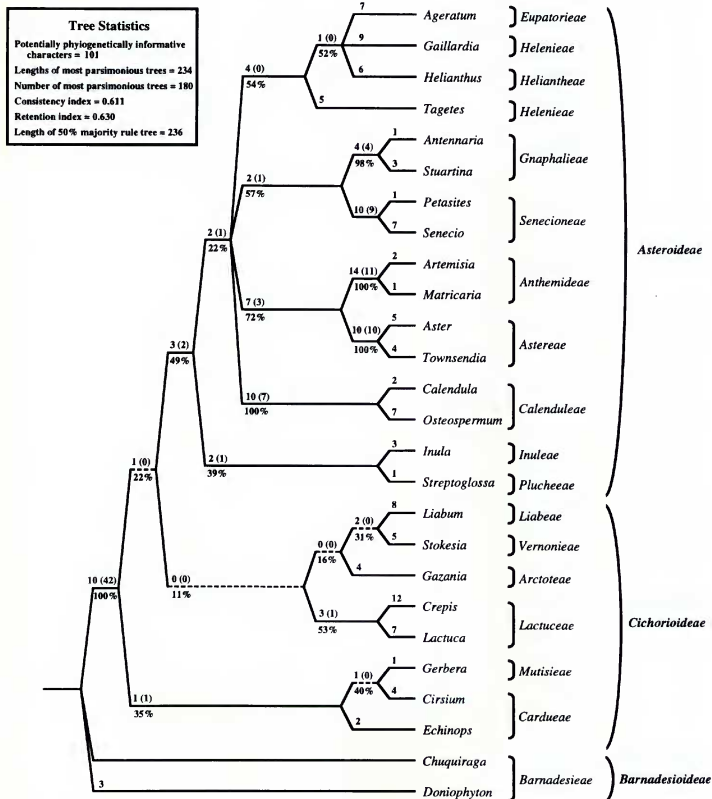 Tree Statistics
Potentially phylogenetically informative
characters = 101
Lengths of most parsimonious trees = 234
Number of most parsimonious trees = 180
Consistency index = 0.611
Retention index = 0.630
Length of 50% majority rule tree = 236
7 Ageratum Eupatorieae
1 (0)
52%
9 Gaillardia Helenieae
4 (0)
54%
6 Helianthus Heliantheae
5 Tagetes Helenieae
1 Antennaria
4 (4)
98%
Gnaphalieae
3 Stuartina
2 (1)
57%
1 Petasites
10 (9)
Senecioneae
7 Senecio
2 (1)
22%
Asteroideae
2 Artemisia
14 (11)
100%
Anthemideae
1 Matricaria
7 (3)
72%
5 Aster
10 (10)
100%
Astereae
4 Townsendia
3 (2)
49%
2 Calendula
10 (7)
100%
Calenduleae
7 Osteospermum
3 Inula Inuleae
2 (1)
39%
1 Streptoglossa Plucheeae
1 (0)
22%
8 Liabum Liabeae
2 (0)
31%
5 Stokesia Vernonieae
0 (0)
16%
4 Gazania Arctoteae
0 (0)
11%
12 Crepis
3 (1)
53%
Lactuceae
7 Lactuca
Cichorioideae
10 (42)
100%
1 Gerbera Mutisieae
1 (0)
40%
4 Cirsium
Cardueae
1 (1)
35%
2 Echinops
Chuquiraga
Barnadesieae Barnadesioideae
3 Doniophyton